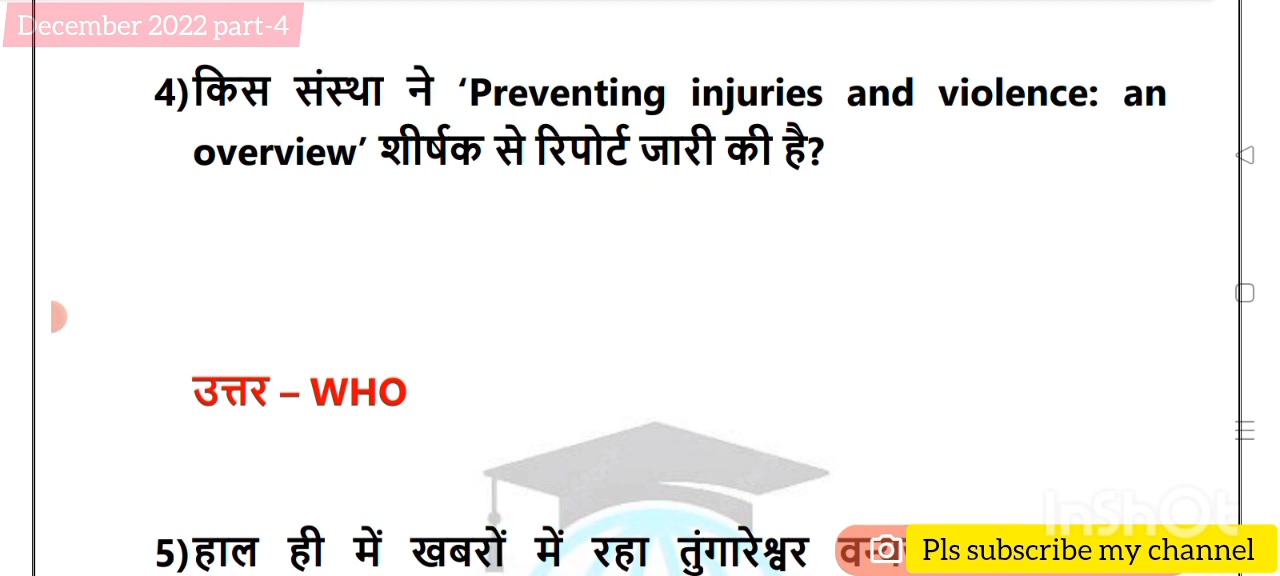 December 2022 part-4
4)किस संस्था ने ‘Preventing injuries and violence: an
overview’ शीर्षक से रिपोर्ट जारी की है?
उत्तर – WHO
InShOt
5)हाल ही में खबरों में रहा तुंगारेश्वर
Pls subscribe my channel